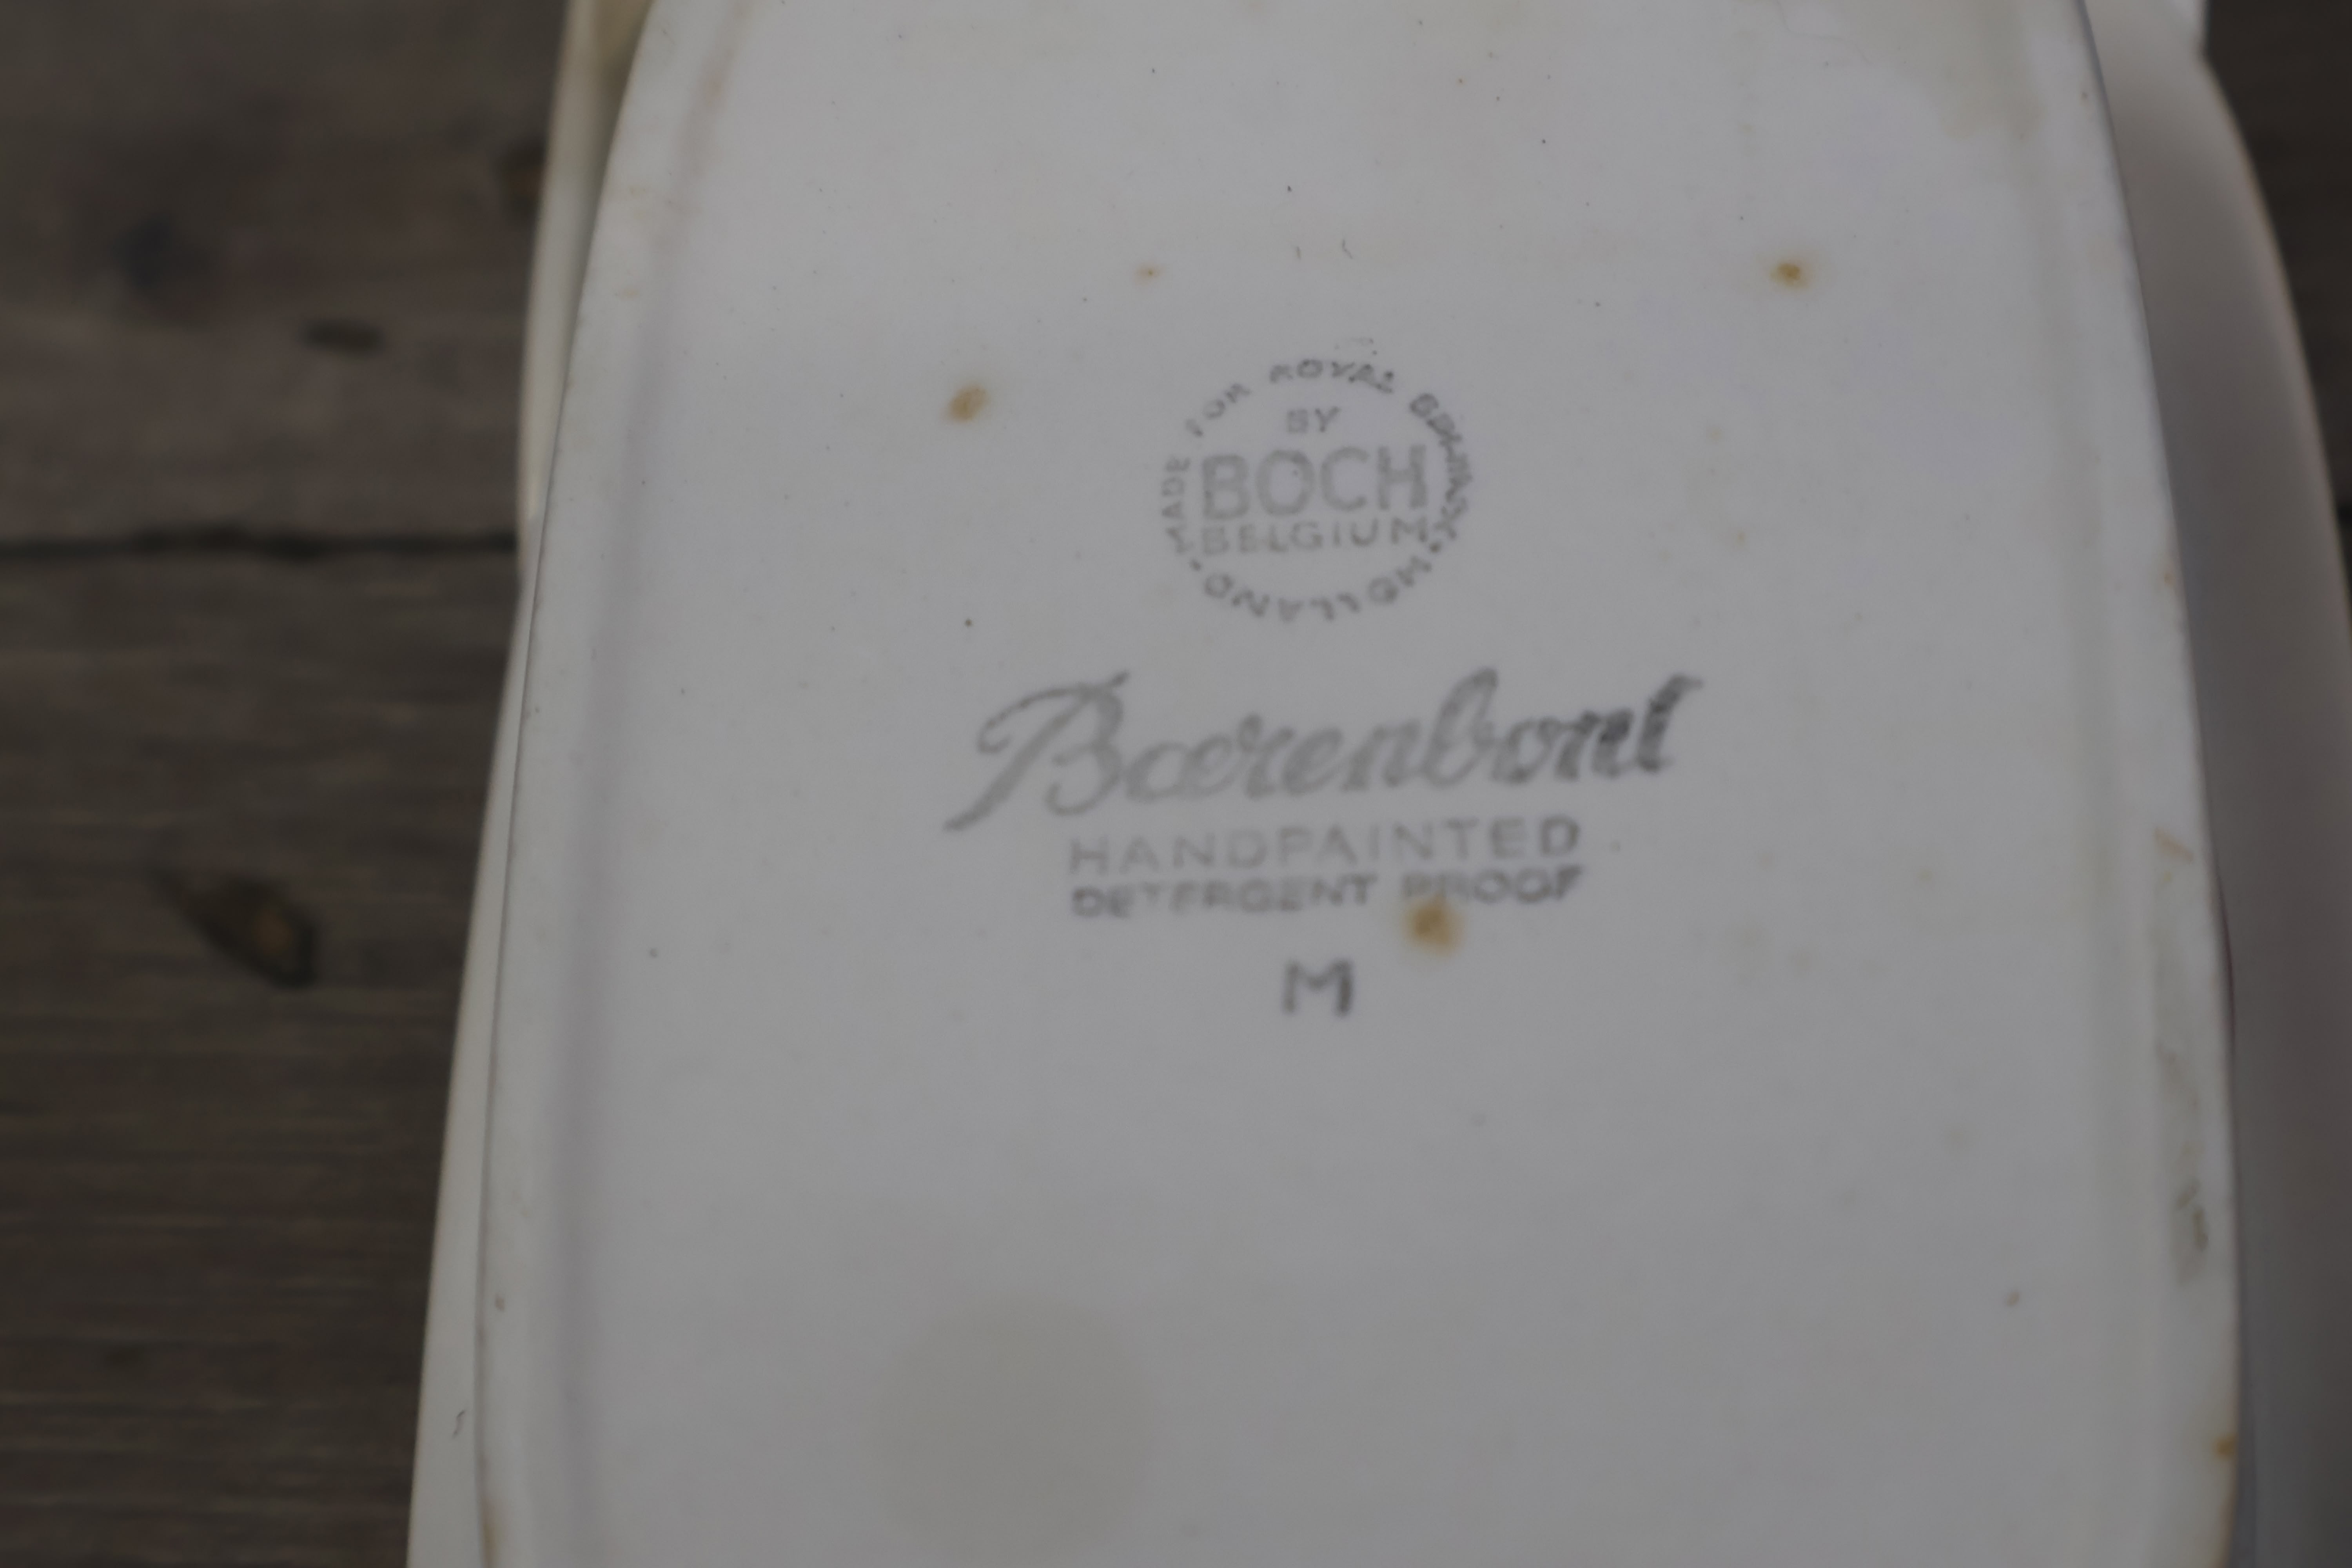 MADE FOR ROYAL SPHINX · HOLLAND ·
BY
BOCH
BELGIUM
Boerenbont
HANDPAINTED
DETERGENT PROOF
M